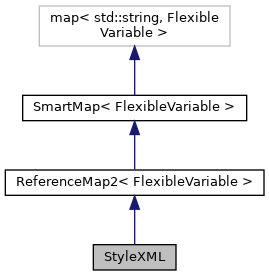 map< std::string, Flexible
Variable >
SmartMap< FlexibleVariable >
ReferenceMap2< FlexibleVariable >
StyleXML